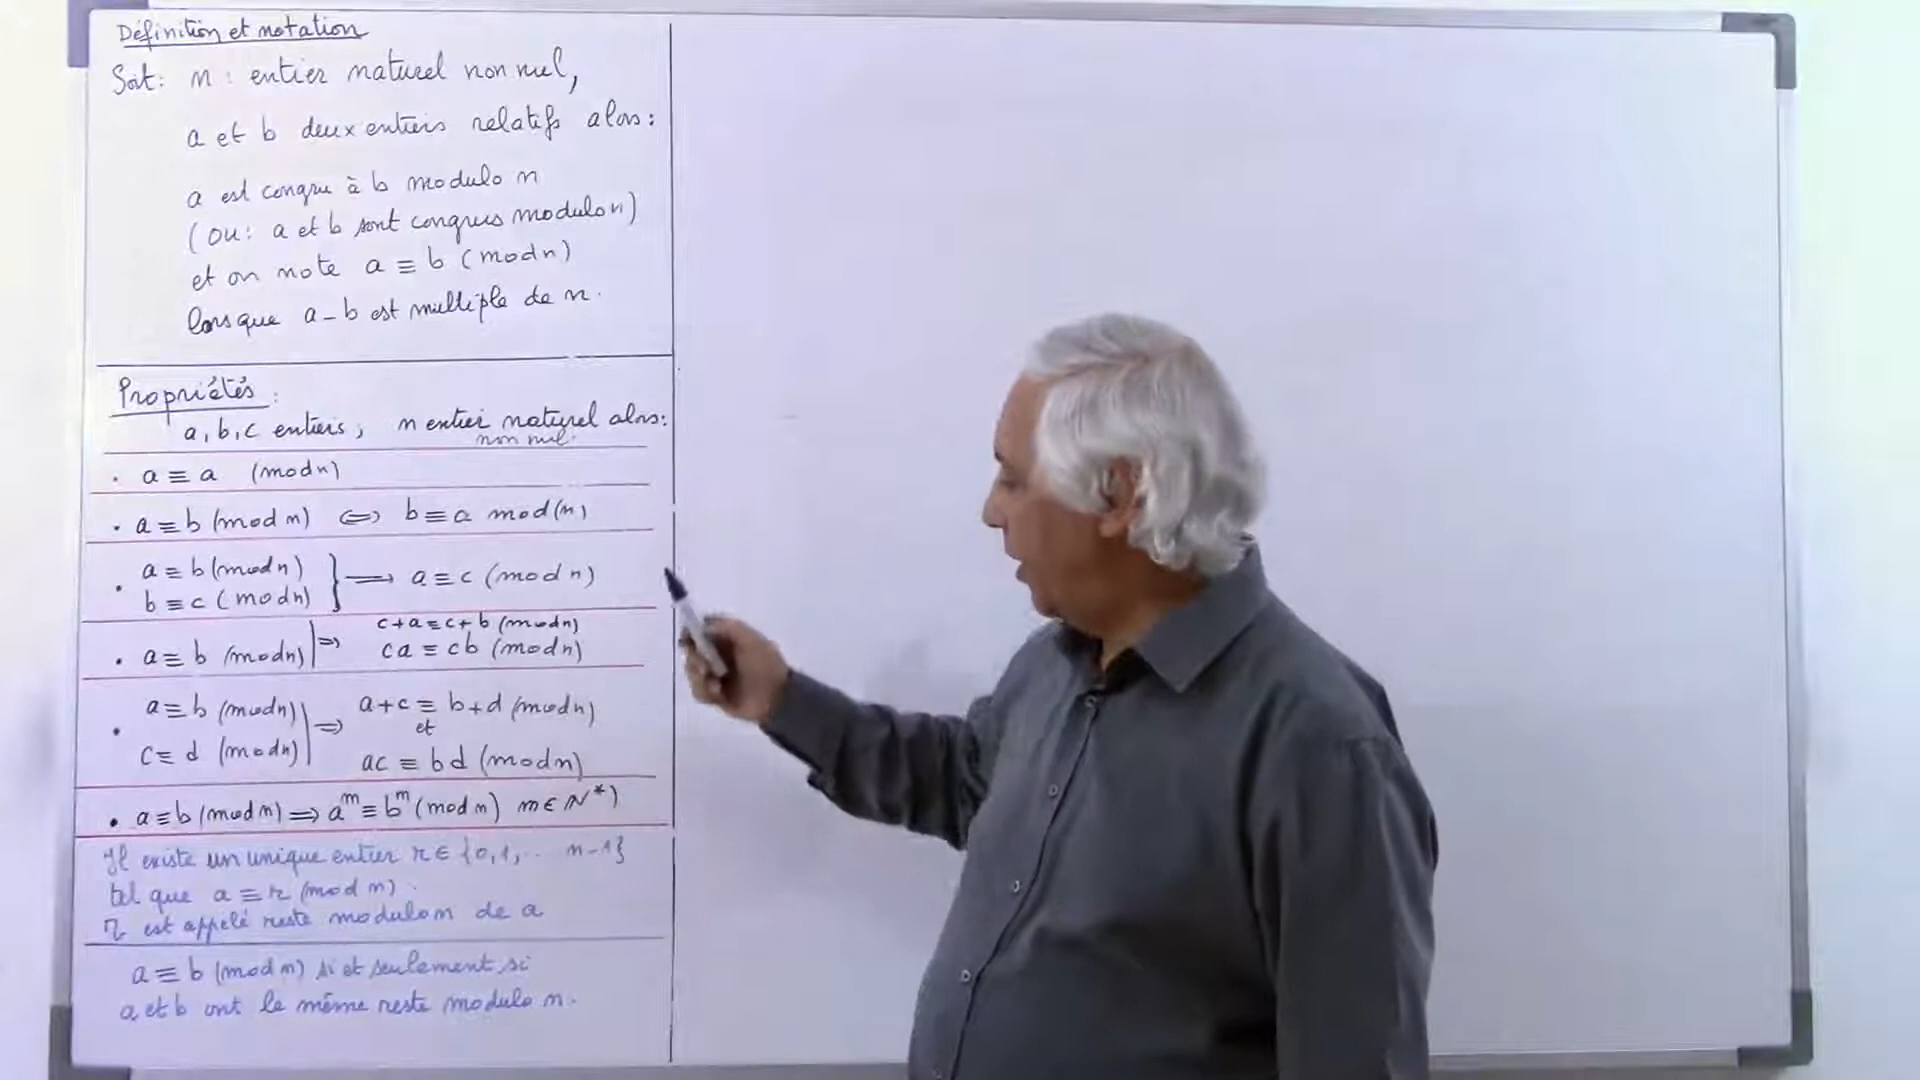 Définition et notation
Soit: n: entier naturel non nul,
a et b deux entiers relatifs alors:
a est congru à b modulo n
(ou: a et b sont congrus modulo n)
et on note a ≡ b (mod n)
lorsque a - b est multiple de n.
Propriétés:
a, b, c entiers, n entier naturel alors:
non nul.
. a ≡ a (mod n)
. a ≡ b (mod n) ⇔ b ≡ a mod(n)
. a ≡ b (mod n)
b ≡ c (mod n) } ⟶ a ≡ c (mod n)
c+a ≡ c+b (mod n)
. a ≡ b (mod n) | ⇒ ca ≡ cb (mod n)
. a ≡ b (mod n) | ⇒ a+c ≡ b+d (mod n)
et
c ≡ d (mod n) ac ≡ bd (mod n)
. a ≡ b (mod n) ⇒ a^m ≡ b^m (mod n) m ∈ N*)
Il existe un unique entier r ∈ {0,1,.. n-1}
tel que a ≡ r (mod n).
r est appelé reste modulo n de a
a ≡ b (mod n) si et seulement si
a et b ont le même reste modulo n.